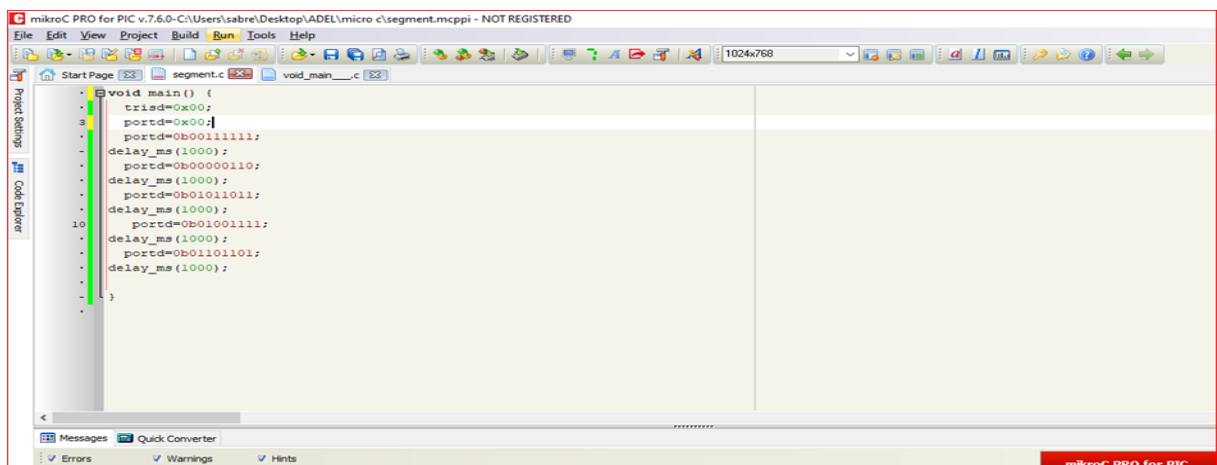 mikroC PRO for PIC v.7.6.0-C:\Users\sabre\Desktop\ADEL\micro c\segment.mcppi - NOT REGISTERED
File Edit View Project Build Run Tools Help
1024x768
Start Page segment.c void_main___.c
Project Settings
Code Explorer
void main() {
trisd=0x00;
3 portd=0x00;
portd=0b00111111;
delay_ms(1000);
portd=0b00000110;
delay_ms(1000);
portd=0b01011011;
delay_ms(1000);
10 portd=0b01001111;
delay_ms(1000);
portd=0b01101101;
delay_ms(1000);
}
Messages Quick Converter
Errors Warnings Hints
mikroC PRO for PIC